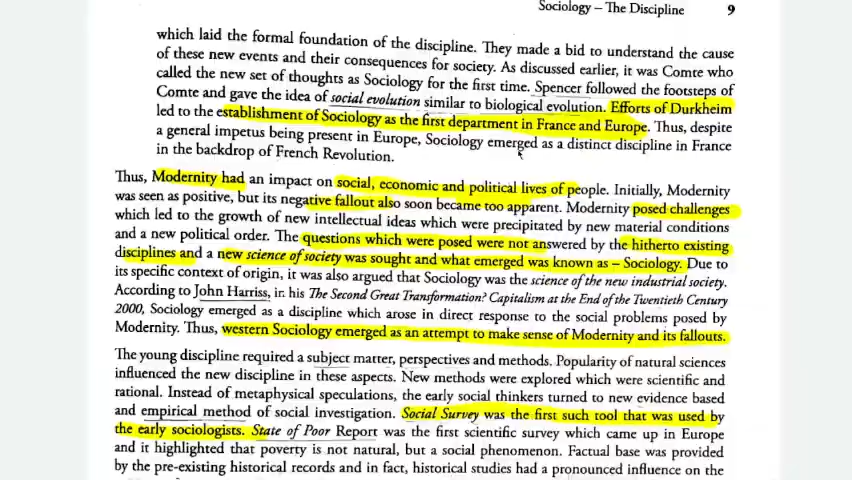 Sociology – The Discipline 9
which laid the formal foundation of the discipline. They made a bid to understand the cause
of these new events and their consequences for society. As discussed earlier, it was Comte who
called the new set of thoughts as Sociology for the first time. Spencer followed the footsteps of
Comte and gave the idea of social evolution similar to biological evolution. Efforts of Durkheim
led to the establishment of Sociology as the first department in France and Europe. Thus, despite
a general impetus being present in Europe, Sociology emerged as a distinct discipline in France
in the backdrop of French Revolution.
Thus, Modernity had an impact on social, economic and political lives of people. Initially, Modernity
was seen as positive, but its negative fallout also soon became too apparent. Modernity posed challenges
which led to the growth of new intellectual ideas which were precipitated by new material conditions
and a new political order. The questions which were posed were not answered by the hitherto existing
disciplines and a new science of society was sought and what emerged was known as – Sociology. Due to
its specific context of origin, it was also argued that Sociology was the science of the new industrial society.
According to John Harriss, in his The Second Great Transformation? Capitalism at the End of the Twentieth Century
2000, Sociology emerged as a discipline which arose in direct response to the social problems posed by
Modernity. Thus, western Sociology emerged as an attempt to make sense of Modernity and its fallouts.
The young discipline required a subject matter, perspectives and methods. Popularity of natural sciences
influenced the new discipline in these aspects. New methods were explored which were scientific and
rational. Instead of metaphysical speculations, the early social thinkers turned to new evidence based
and empirical method of social investigation. Social Survey was the first such tool that was used by
the early sociologists. State of Poor Report was the first scientific survey which came up in Europe
and it highlighted that poverty is not natural, but a social phenomenon. Factual base was provided
by the pre-existing historical records and in fact, historical studies had a pronounced influence on the